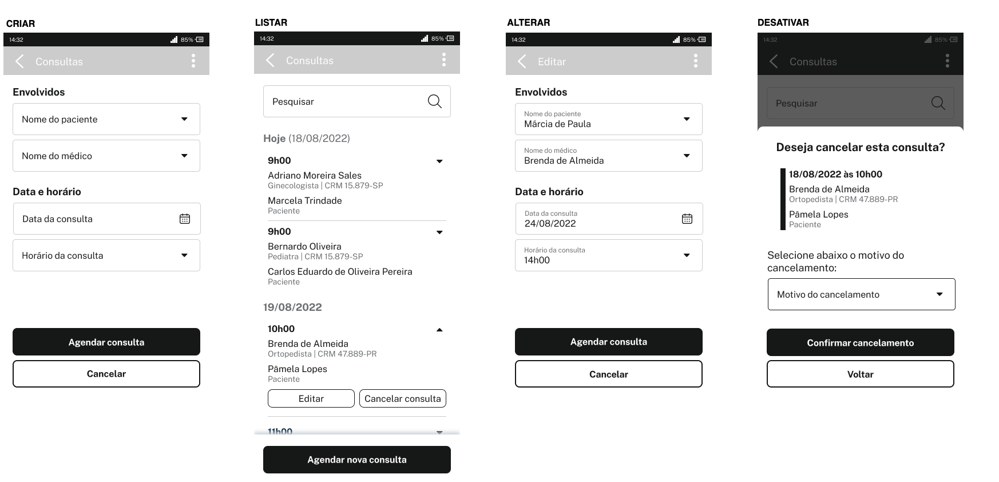 CRIAR
14:32
85%
Consultas
Envolvidos
Nome do paciente
Nome do médico
Data e horário
Data da consulta
Horário da consulta
Agendar consulta
Cancelar
LISTAR
14:32
85%
Consultas
Pesquisar
Hoje (18/08/2022)
9h00
Adriano Moreira Sales
Ginecologista | CRM 15.879-SP
Marcela Trindade
Paciente
9h00
Bernardo Oliveira
Pediatra | CRM 15.879-SP
Carlos Eduardo de Oliveira Pereira
Paciente
19/08/2022
10h00
Brenda de Almeida
Ortopedista | CRM 47.889-PR
Pâmela Lopes
Paciente
Editar
Cancelar consulta
11h00
Agendar nova consulta
ALTERAR
14:32
85%
Editar
Envolvidos
Nome do paciente
Márcia de Paula
Nome do médico
Brenda de Almeida
Data e horário
Data da consulta
24/08/2022
Horário da consulta
14h00
Agendar consulta
Cancelar
DESATIVAR
14:32
85%
Consultas
Pesquisar
Deseja cancelar esta consulta?
18/08/2022 às 10h00
Brenda de Almeida
Ortopedista | CRM 47.889-PR
Pâmela Lopes
Paciente
Selecione abaixo o motivo do
cancelamento:
Motivo do cancelamento
Confirmar cancelamento
Voltar